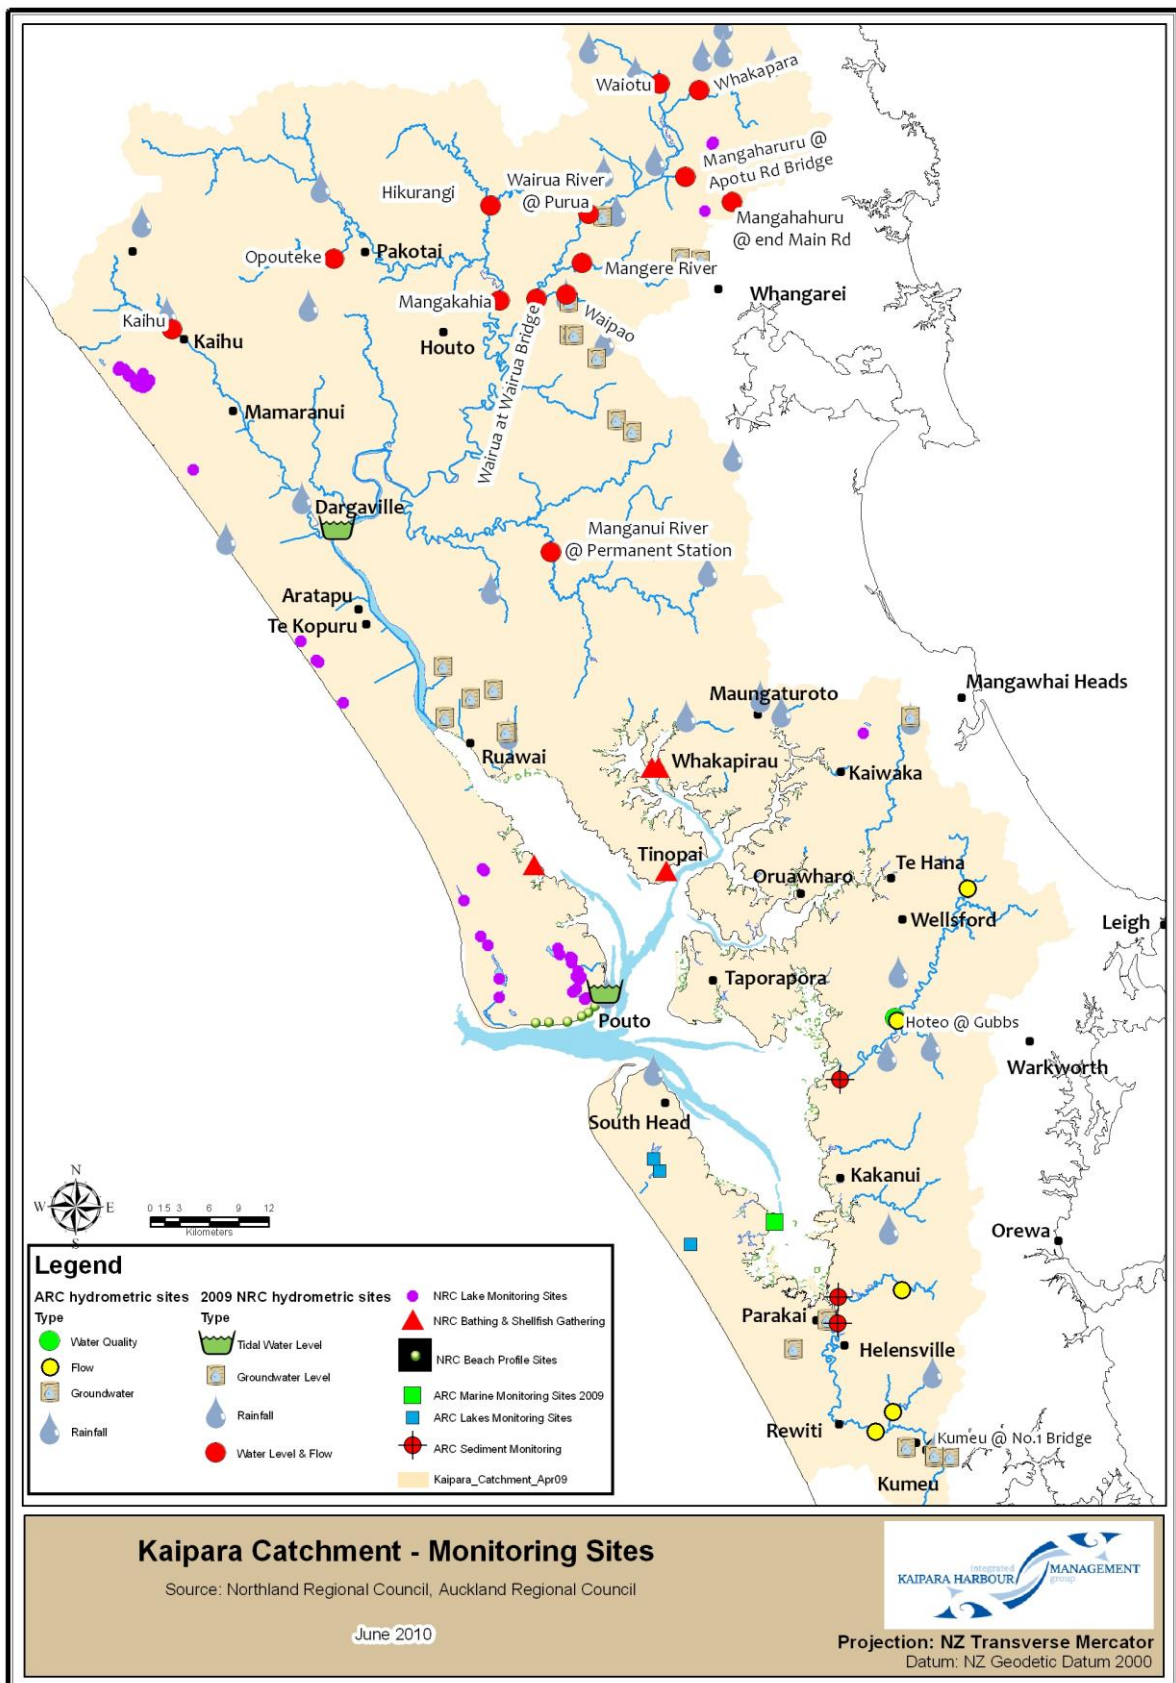 Waiotu
Whakapara
Mangaharuru @
Apotu Rd Bridge
Hikurangi
Wairua River
@ Purua
Mangahahuru
@ end Main Rd
Opouteke
Pakotai
Mangere River
Whangarei
Mangakahia
Kaihu
Kaihu
Houto
Waipao
Wairua at Wairua Bridge
Mamaranui
Dargaville
Manganui River
@ Permanent Station
Aratapu
Te Kopuru
Maungaturoto
Mangawhai Heads
Ruawai
Whakapirau
Kaiwaka
Tinopai
Oruawharo
Te Hana
Wellsford
Leigh
Taporapora
Pouto
Hoteo @ Gubbs
Warkworth
South Head
Kakanui
Orewa
Parakai
Helensville
Rewiti
Kumeu @ No.1 Bridge
Kumeu
N
W E
S
0 1.5 3 6 9 12
Kilometers
Legend
ARC hydrometric sites
Type
Water Quality
Flow
Groundwater
Rainfall
2009 NRC hydrometric sites
Type
Tidal Water Level
Groundwater Level
Rainfall
Water Level & Flow
NRC Lake Monitoring Sites
NRC Bathing & Shellfish Gathering
NRC Beach Profile Sites
ARC Marine Monitoring Sites 2009
ARC Lakes Monitoring Sites
ARC Sediment Monitoring
Kaipara_Catchment_Apr09
Kaipara Catchment - Monitoring Sites
Source: Northland Regional Council, Auckland Regional Council
June 2010
integrated
KAIPARA HARBOUR MANAGEMENT
group
Projection: NZ Transverse Mercator
Datum: NZ Geodetic Datum 2000